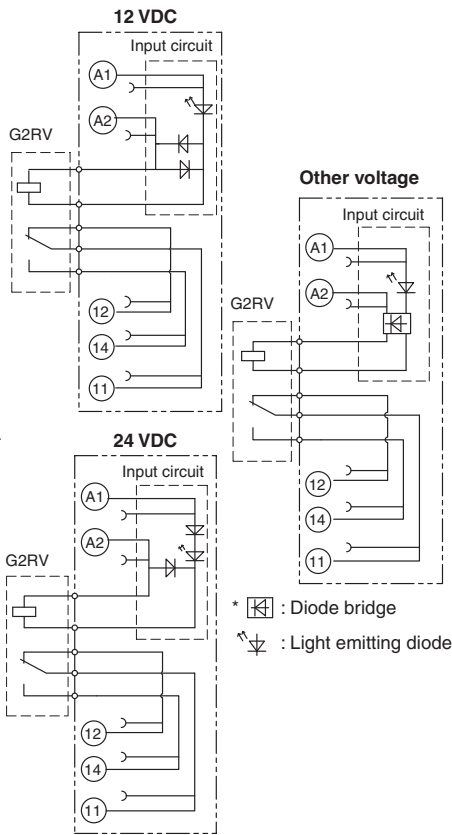 12 VDC
Input circuit
A1
A2
G2RV
12
14
11
Other voltage
Input circuit
A1
A2
G2RV
12
14
11
24 VDC
Input circuit
A1
A2
G2RV
12
14
11
* : Diode bridge
: Light emitting diode